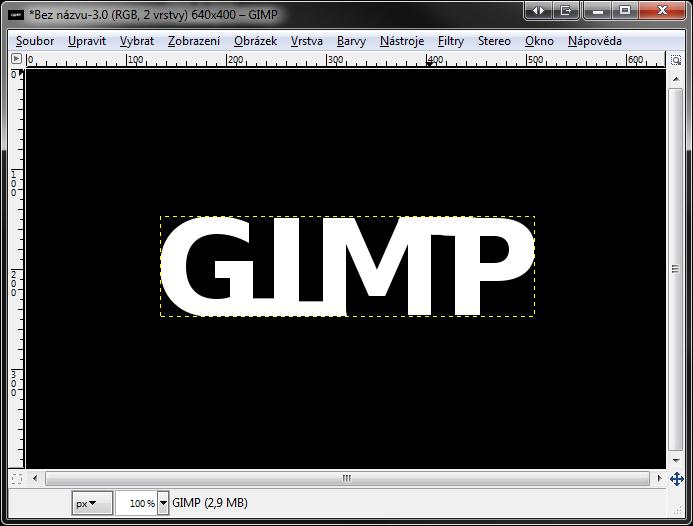 *Bez názvu-3.0 (RGB, 2 vrstvy) 640x400 – GIMP
Soubor Upravit Vybrat Zobrazení Obrázek Vrstva Barvy Nástroje Filtry Stereo Okno Nápověda
0 100 200 300 400 500 600
0
100
200
300
GIMP
px 100 % GIMP (2,9 MB)